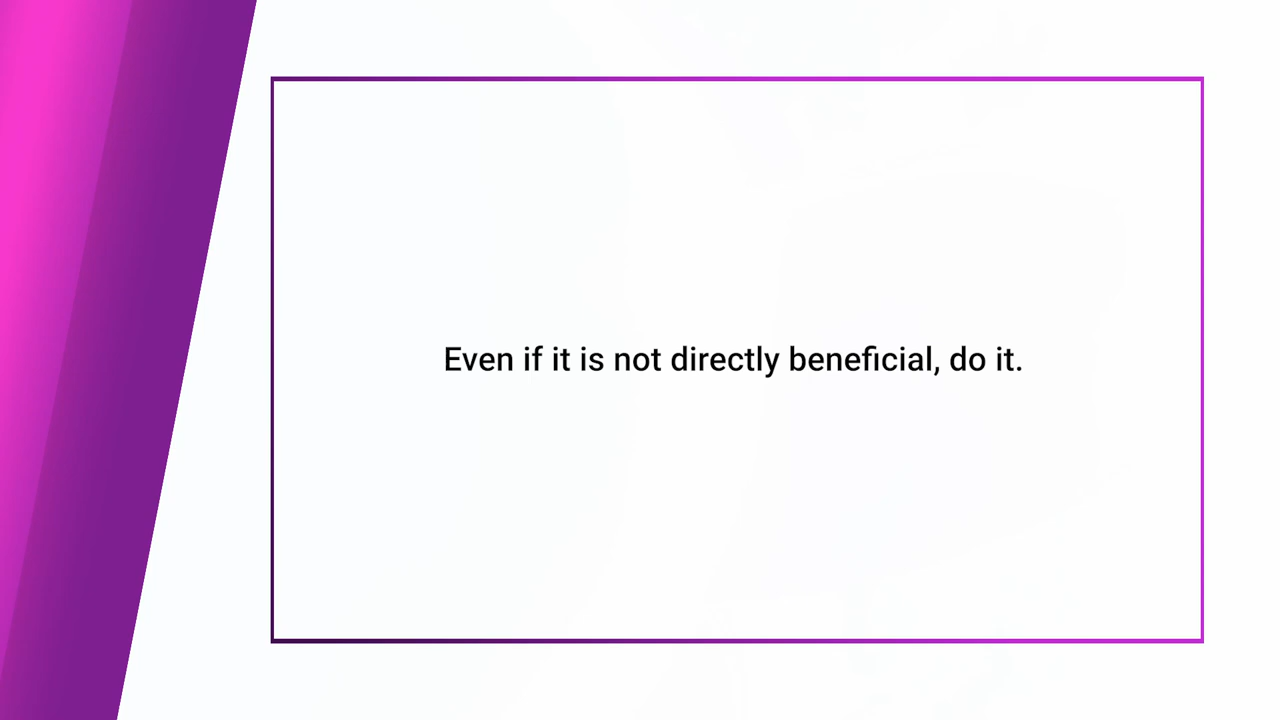 Even if it is not directly beneficial, do it.